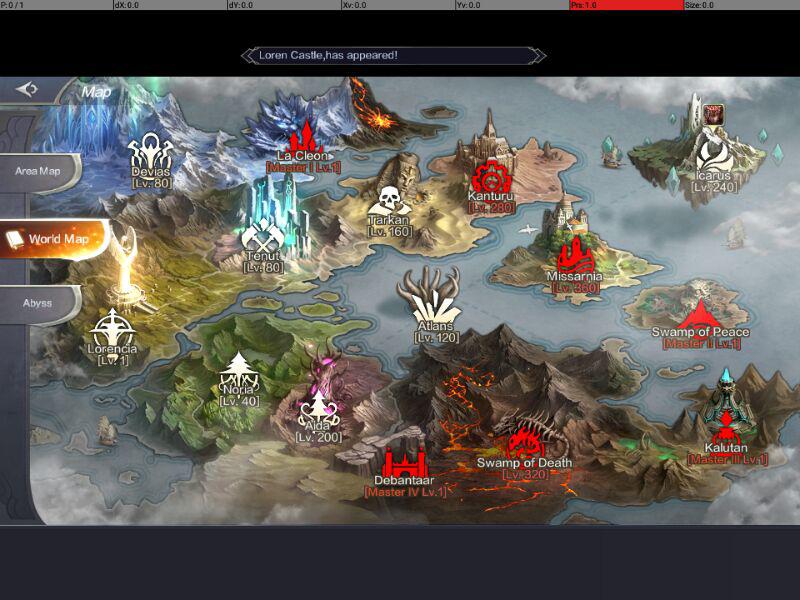 P: 0 / 1
dX: 0.0
dY: 0.0
Xv: 0.0
Yv: 0.0
Prs: 1.0
Size: 0.0
Loren Castle,has appeared!
Map
Area Map
World Map
Abyss
Devias
[Lv. 80]
La Cleon
[Master I Lv.1]
Tarkan
[Lv. 160]
Kanturu
[Lv. 280]
Icarus
[Lv. 240]
Tenut
[Lv. 80]
Missarnia
[Lv. 360]
Lorencia
[Lv. 1]
Atlans
[Lv. 120]
Swamp of Peace
[Master II Lv.1]
Noria
[Lv. 40]
Aida
[Lv. 200]
Debantaar
[Master IV Lv.1]
Swamp of Death
[Lv. 320]
Kalutan
[Master III Lv.1]